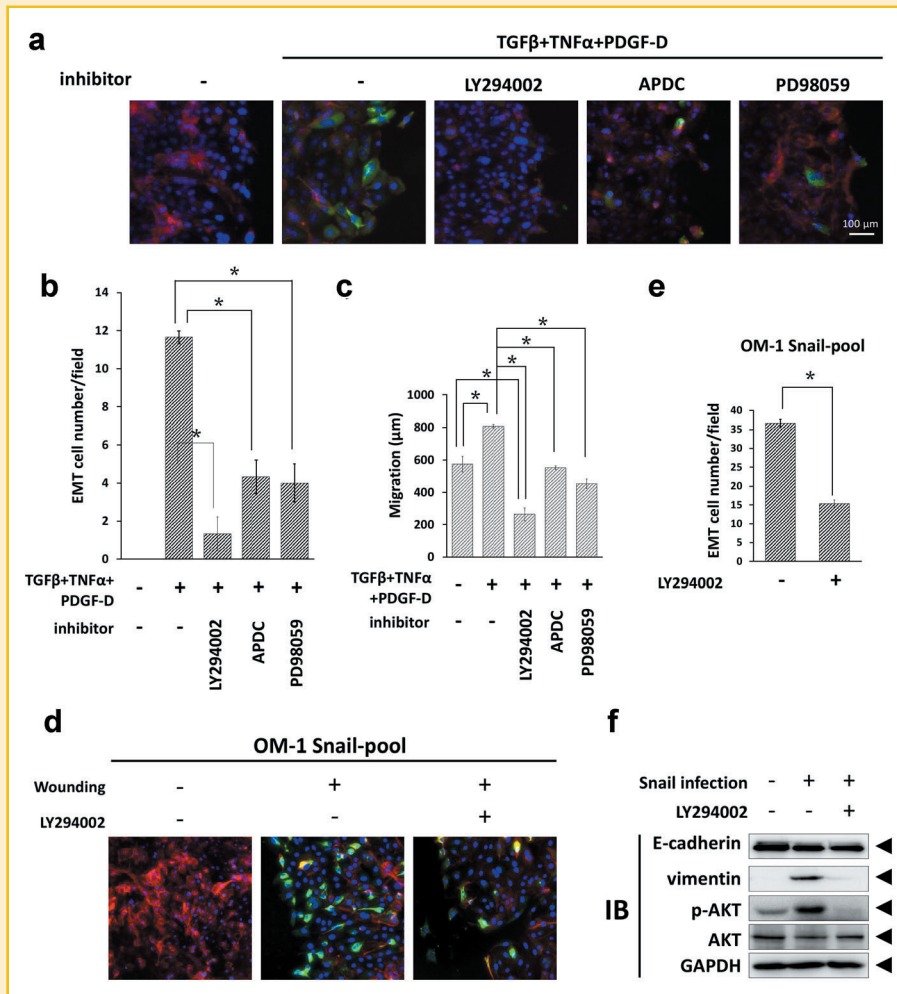 a
TGFβ+TNFα+PDGF-D
inhibitor - - LY294002 APDC PD98059
100 μm
b
EMT cell number/field
14
12
10
8
6
4
2
0
* * *
TGFβ+TNFα+
PDGF-D - + + + +
inhibitor - - LY294002 APDC PD98059
c
Migration (μm)
1000
800
600
400
200
0
* * * * *
TGFβ+TNFα
+PDGF-D - + + + +
inhibitor - - LY294002 APDC PD98059
e
OM-1 Snail-pool
EMT cell number/field
40
35
30
25
20
15
10
15
0
*
LY294002 - +
d
OM-1 Snail-pool
Wounding - + +
LY294002 - - +
f
Snail infection - + +
LY294002 - - +
IB
E-cadherin
vimentin
p-AKT
AKT
GAPDH